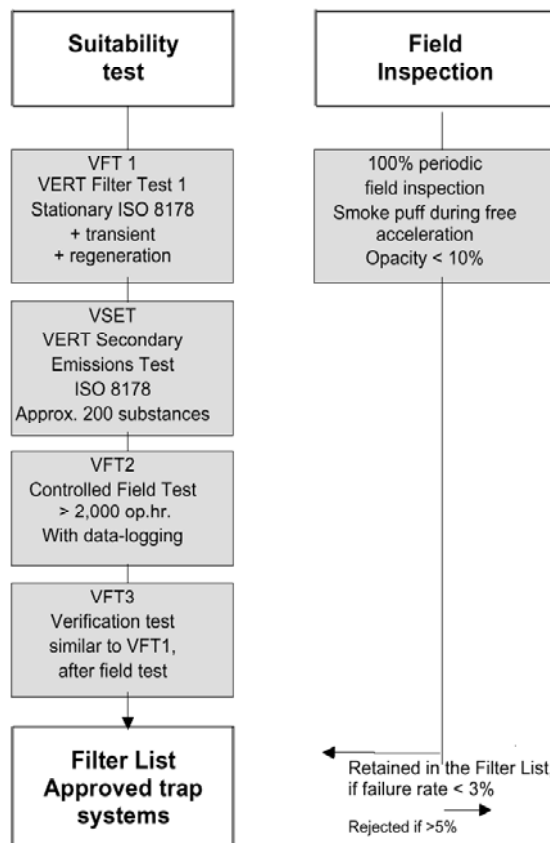 Suitability
test
VFT 1
VERT Filter Test 1
Stationary ISO 8178
+ transient
+ regeneration
VSET
VERT Secondary
Emissions Test
ISO 8178
Approx. 200 substances
VFT2
Controlled Field Test
> 2,000 op.hr.
With data-logging
VFT3
Verification test
similar to VFT1,
after field test
Filter List
Approved trap
systems
Field
Inspection
100% periodic
field inspection
Smoke puff during free
acceleration
Opacity < 10%
Retained in the Filter List
if failure rate < 3%
Rejected if >5%